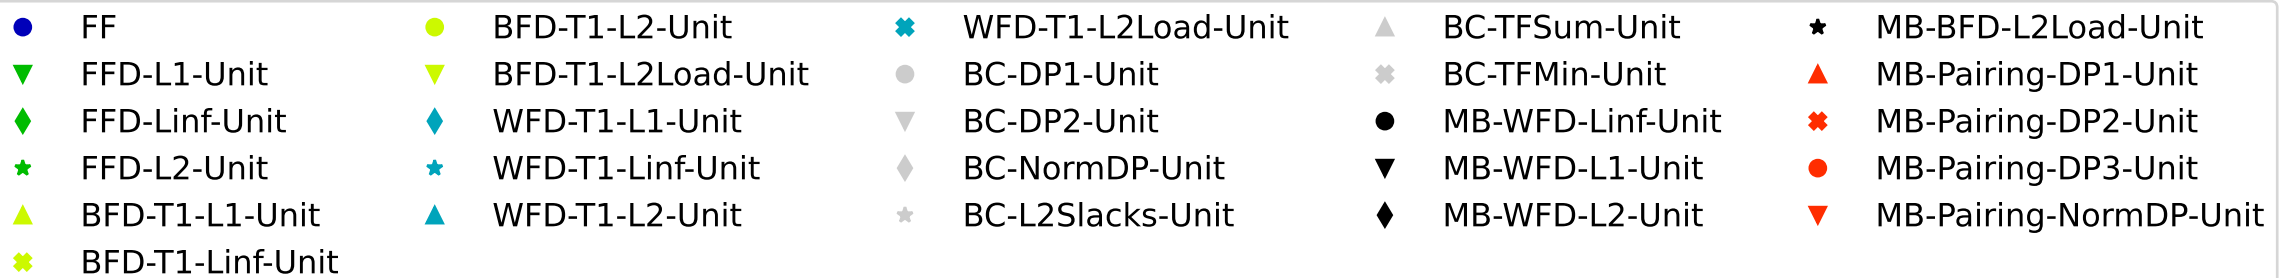 FF
FFD-L1-Unit
FFD-Linf-Unit
FFD-L2-Unit
BFD-T1-L1-Unit
BFD-T1-Linf-Unit
BFD-T1-L2-Unit
BFD-T1-L2Load-Unit
WFD-T1-L1-Unit
WFD-T1-Linf-Unit
WFD-T1-L2-Unit
WFD-T1-L2Load-Unit
BC-DP1-Unit
BC-DP2-Unit
BC-NormDP-Unit
BC-L2Slacks-Unit
BC-TFSum-Unit
BC-TFMin-Unit
MB-WFD-Linf-Unit
MB-WFD-L1-Unit
MB-WFD-L2-Unit
MB-BFD-L2Load-Unit
MB-Pairing-DP1-Unit
MB-Pairing-DP2-Unit
MB-Pairing-DP3-Unit
MB-Pairing-NormDP-Unit